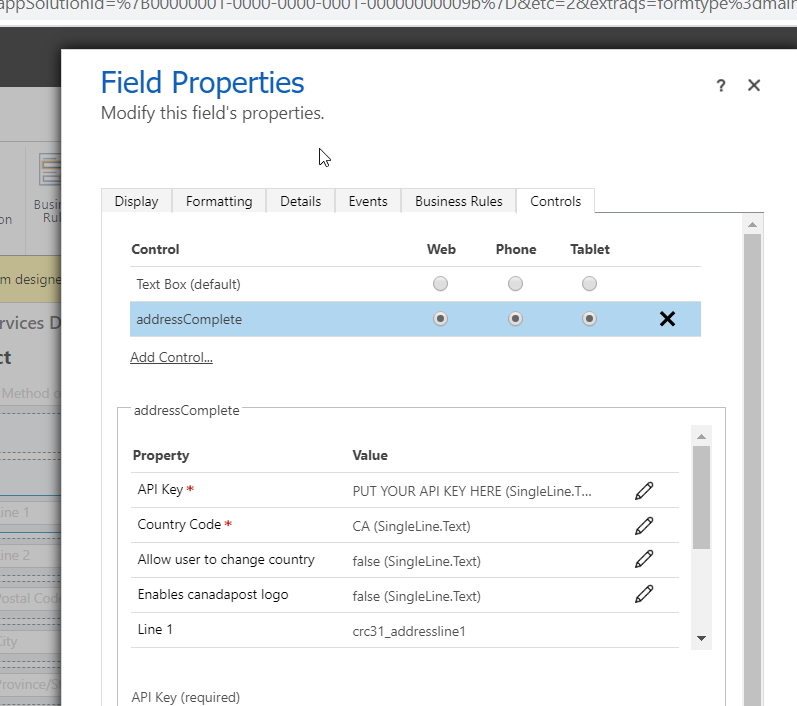 appSolutionId=%7B00000001-0000-0000-0001-00000000009b%7D&etc=2&extraqs=formtype%3dmain
Field Properties
? ✕
Modify this field's properties.
Display Formatting Details Events Business Rules Controls
on
Busin
Rul
m designe
rvices D
ct
Method o
ine 1
ine 2
Postal Cod
City
Province/S
Control Web Phone Tablet
Text Box (default)
addressComplete
Add Control...
addressComplete
Property Value
API Key * PUT YOUR API KEY HERE (SingleLine.T...
Country Code * CA (SingleLine.Text)
Allow user to change country false (SingleLine.Text)
Enables canadapost logo false (SingleLine.Text)
Line 1 crc31_addressline1
API Key (required)